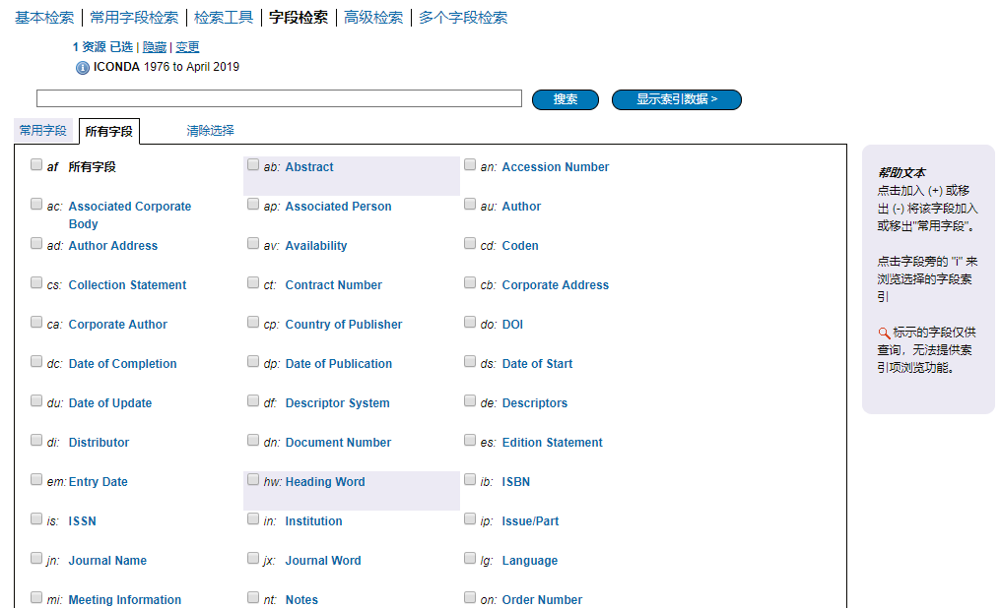 基本检索 | 常用字段检索 | 检索工具 | 字段检索 | 高级检索 | 多个字段检索
1 资源 已选 | 隐藏 | 变更
ICONDA 1976 to April 2019
搜索 显示索引数据 >
常用字段 所有字段 清除选择
af 所有字段 ab: Abstract an: Accession Number
ac: Associated Corporate Body ap: Associated Person au: Author
ad: Author Address av: Availability cd: Coden
cs: Collection Statement ct: Contract Number cb: Corporate Address
ca: Corporate Author cp: Country of Publisher do: DOI
dc: Date of Completion dp: Date of Publication ds: Date of Start
du: Date of Update df: Descriptor System de: Descriptors
di: Distributor dn: Document Number es: Edition Statement
em: Entry Date hw: Heading Word ib: ISBN
is: ISSN in: Institution ip: Issue/Part
jn: Journal Name jx: Journal Word lg: Language
mi: Meeting Information nt: Notes on: Order Number
帮助文本
点击加入 (+) 或移
出 (-) 将该字段加入
或移出"常用字段"。
点击字段旁的 "i" 来
浏览选择的字段索
引
标示的字段仅供
查询，无法提供索
引项浏览功能。